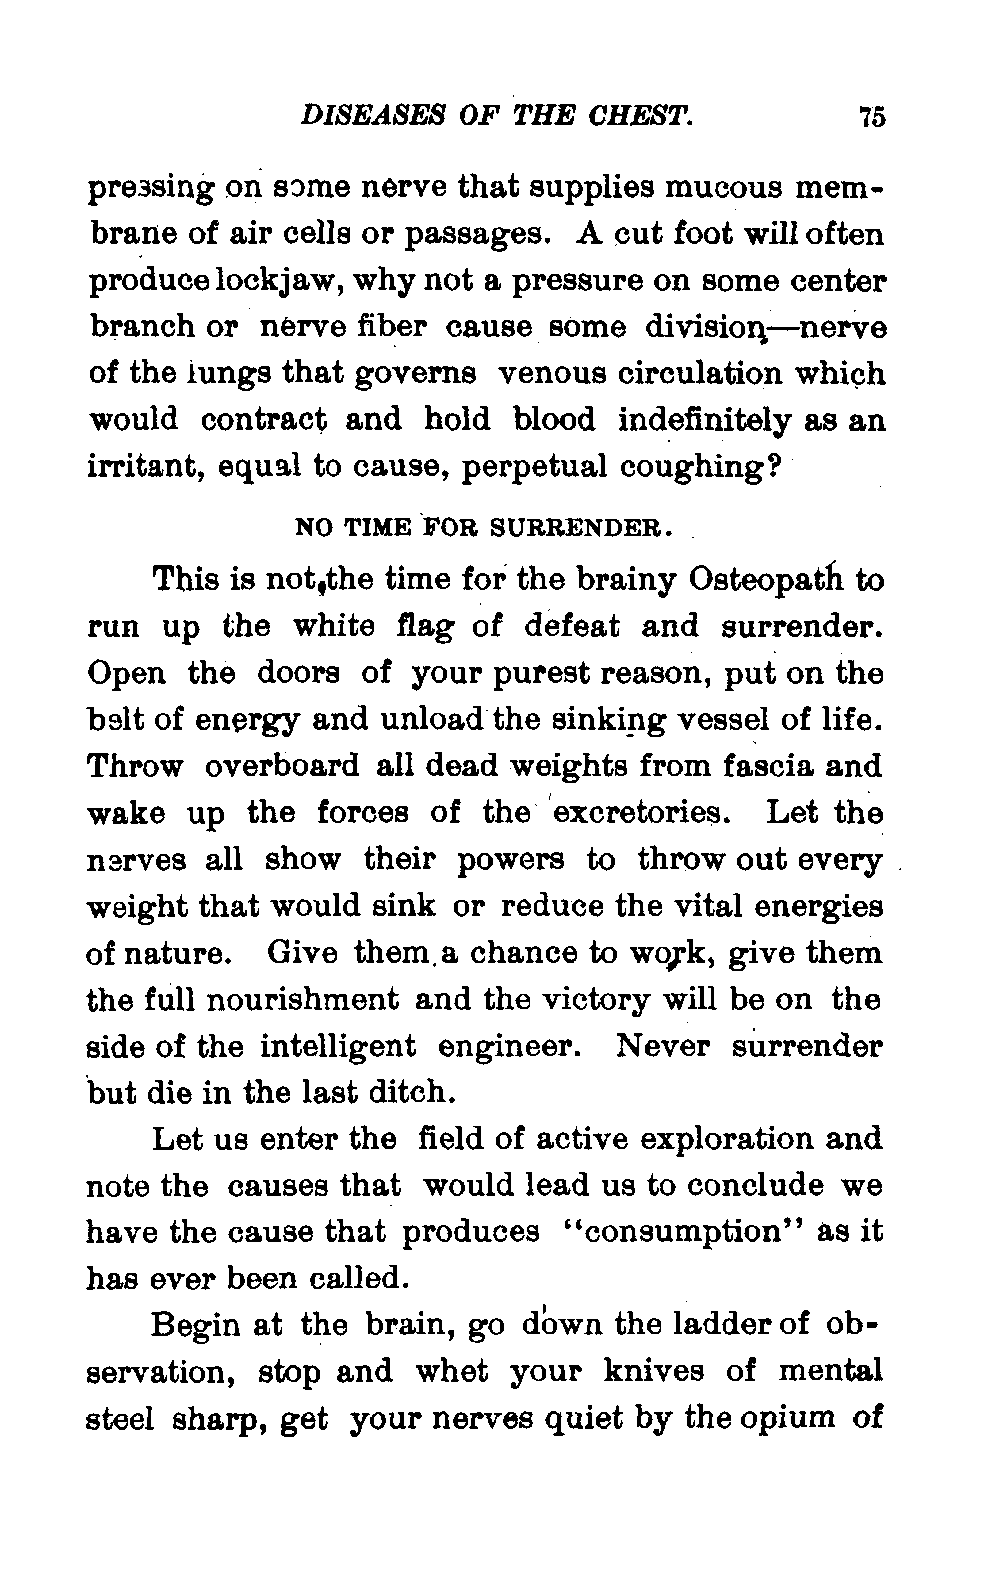 DISEASES OF THE CHEST. 75
pressing on some nerve that supplies mucous mem-
brane of air cells or passages. A cut foot will often
produce lockjaw, why not a pressure on some center
branch or nerve fiber cause some division,—nerve
of the lungs that governs venous circulation which
would contract and hold blood indefinitely as an
irritant, equal to cause, perpetual coughing?
NO TIME FOR SURRENDER.
This is not the time for the brainy Osteopath to
run up the white flag of defeat and surrender.
Open the doors of your purest reason, put on the
belt of energy and unload the sinking vessel of life.
Throw overboard all dead weights from fascia and
wake up the forces of the excretories. Let the
nerves all show their powers to throw out every
weight that would sink or reduce the vital energies
of nature. Give them a chance to work, give them
the full nourishment and the victory will be on the
side of the intelligent engineer. Never surrender
but die in the last ditch.
Let us enter the field of active exploration and
note the causes that would lead us to conclude we
have the cause that produces "consumption" as it
has ever been called.
Begin at the brain, go down the ladder of ob-
servation, stop and whet your knives of mental
steel sharp, get your nerves quiet by the opium of